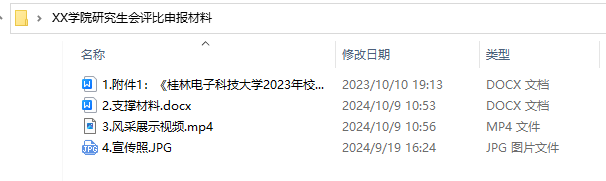 XX学院研究生会评比申报材料
名称 修改日期 类型
1.附件1：《桂林电子科技大学2023年校... 2023/10/10 19:13 DOCX 文档
2.支撑材料.docx 2024/10/9 10:53 DOCX 文档
3.风采展示视频.mp4 2024/10/9 10:56 MP4 文件
4.宣传照.JPG 2024/9/19 16:24 JPG 图片文件